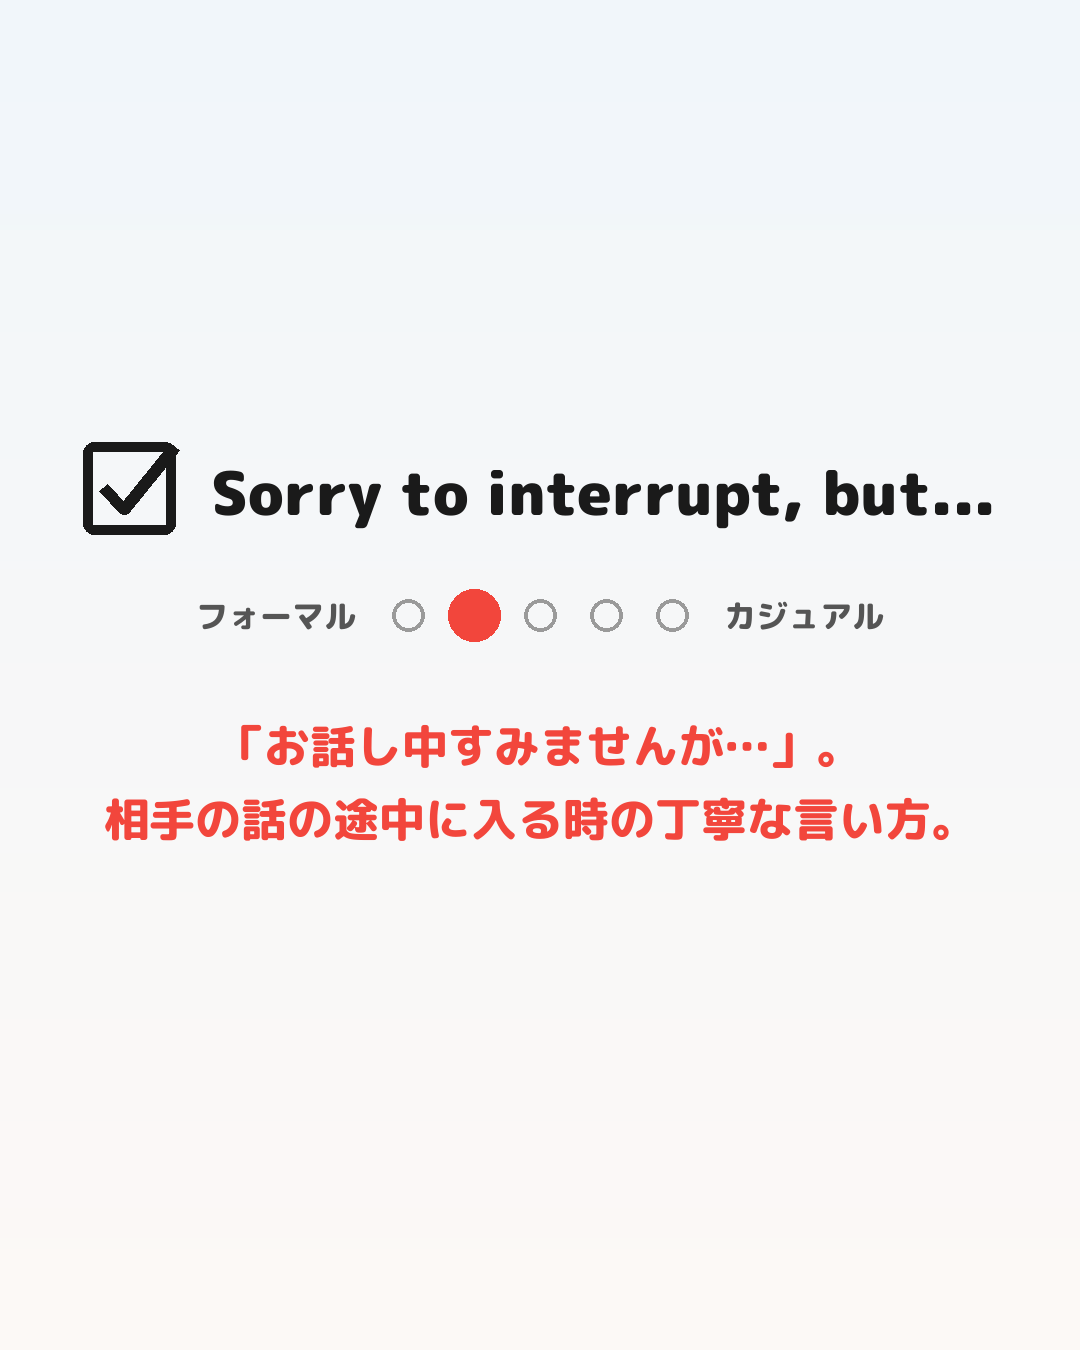 Sorry to interrupt, but...
フォーマル カジュアル
「お話し中すみませんが…」。
相手の話の途中に入る時の丁寧な言い方。